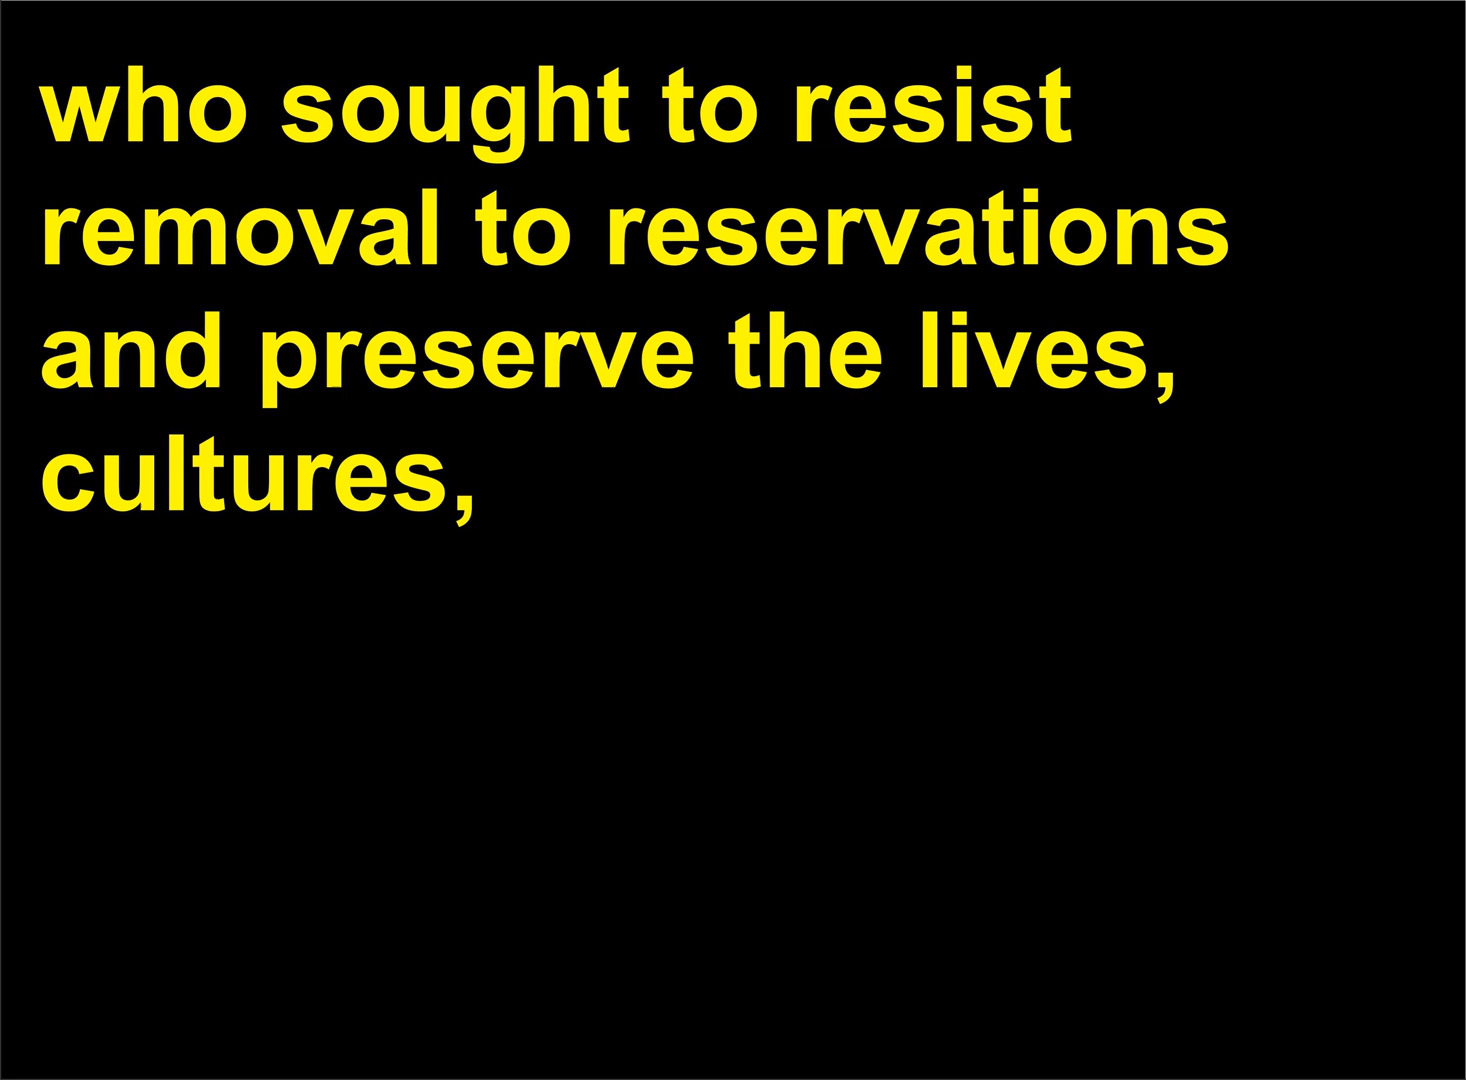 who sought to resist
removal to reservations
and preserve the lives,
cultures,